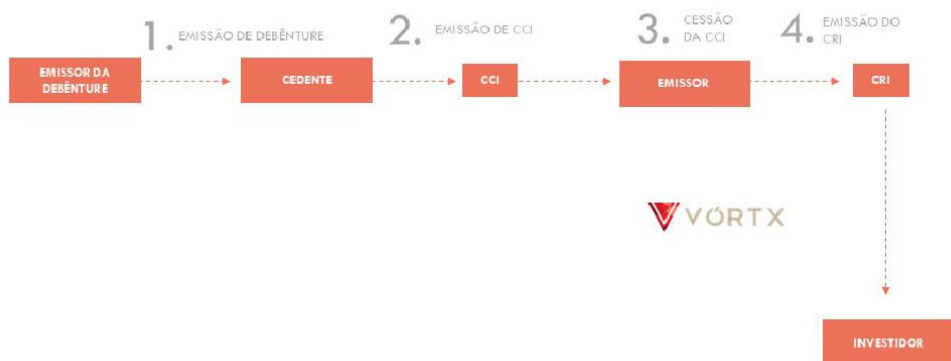 1. EMISSÃO DE DEBÊNTURE
2. EMISSÃO DE CCI
3. CESSÃO
DA CCI
4. EMISSÃO DO
CRI
EMISSOR DA
DEBÊNTURE
CEDENTE
CCI
EMISSOR
CRI
VÓRTX
INVESTIDOR